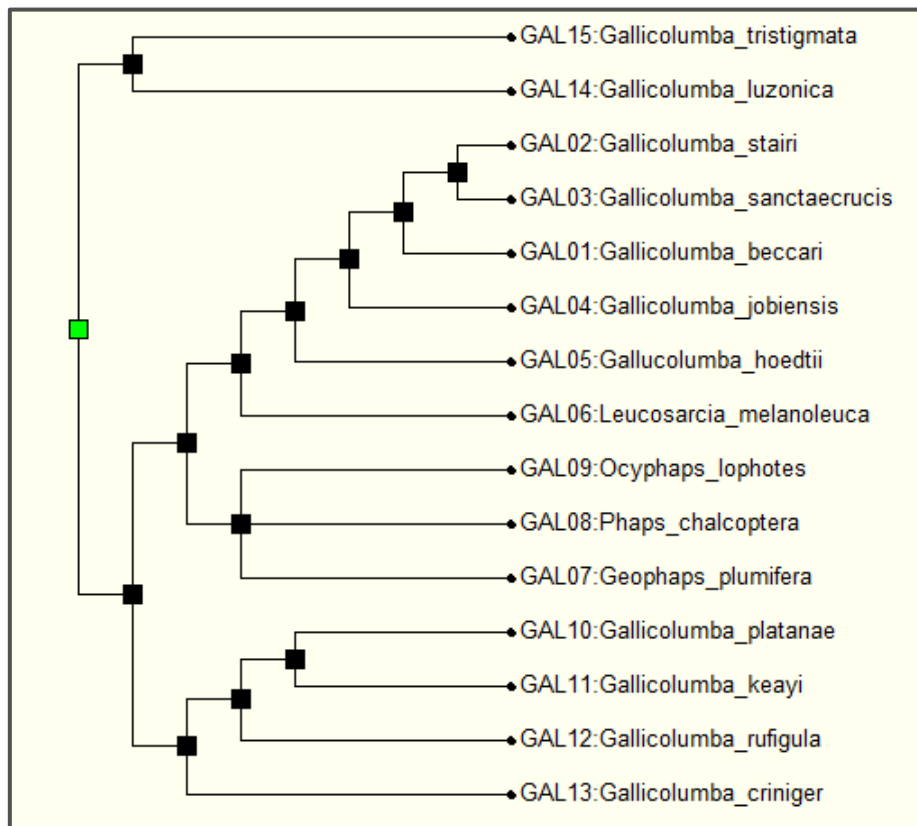 GAL15:Gallicolumba_tristigmata
GAL14:Gallicolumba_luzonica
GAL02:Gallicolumba_stairi
GAL03:Gallicolumba_sanctaecrucis
GAL01:Gallicolumba_beccari
GAL04:Gallicolumba_jobiensis
GAL05:Gallucolumba_hoedtii
GAL06:Leucosarcia_melanoleuca
GAL09:Ocyphaps_lophotes
GAL08:Phaps_chalcoptera
GAL07:Geophaps_plumifera
GAL10:Gallicolumba_platanae
GAL11:Gallicolumba_keayi
GAL12:Gallicolumba_rufigula
GAL13:Gallicolumba_criniger